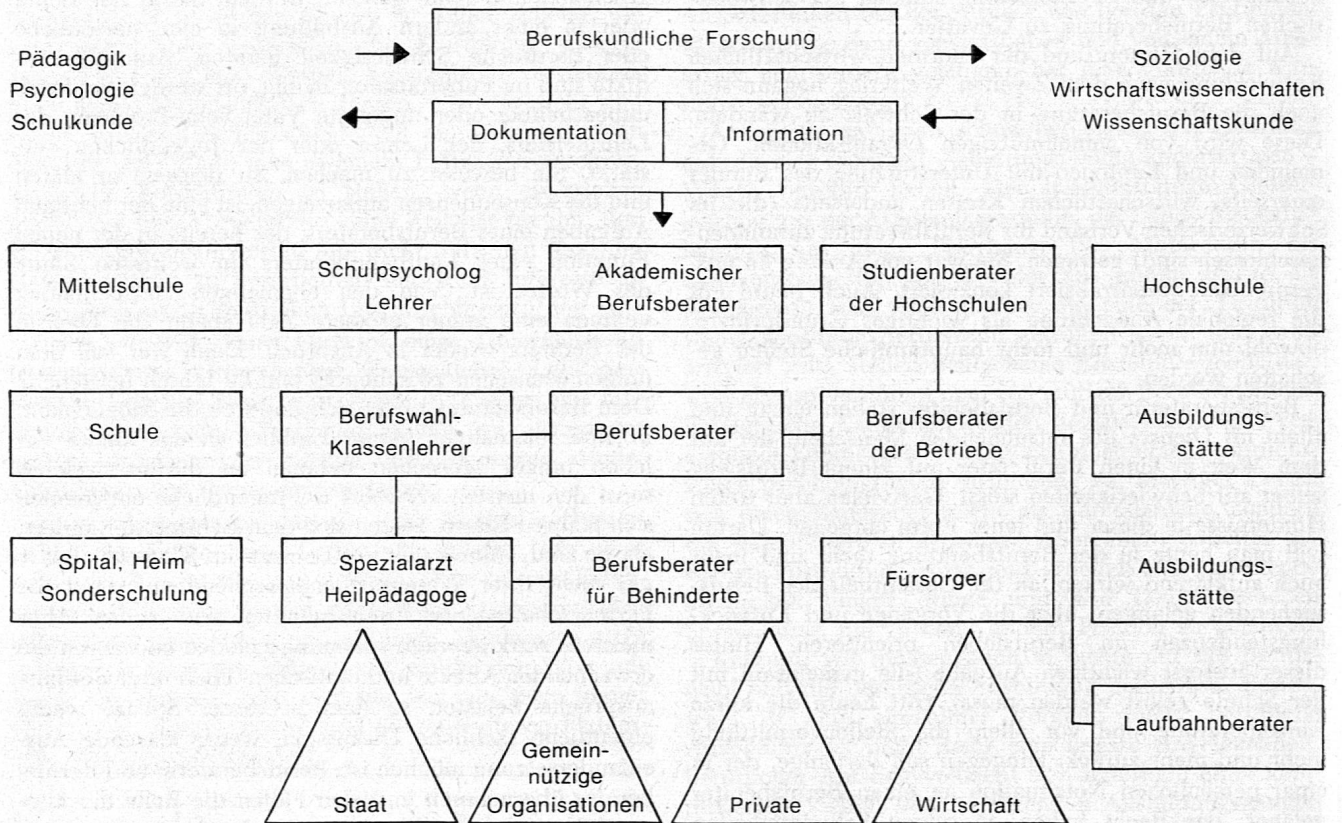 Berufskundliche Forschung
Pädagogik
Psychologie
Schulkunde
Soziologie
Wirtschaftswissenschaften
Wissenschaftskunde
Dokumentation
Information
Mittelschule
Schulpsycholog
Lehrer
Akademischer
Berufsberater
Studienberater
der Hochschulen
Hochschule
Schule
Berufswahl-
Klassenlehrer
Berufsberater
Berufsberater
der Betriebe
Ausbildungs-
stätte
Spital, Heim
Sonderschulung
Spezialarzt
Heilpädagoge
Berufsberater
für Behinderte
Fürsorger
Ausbildungs-
stätte
Laufbahnberater
Staat
Gemein-
nützige
Organisationen
Private
Wirtschaft